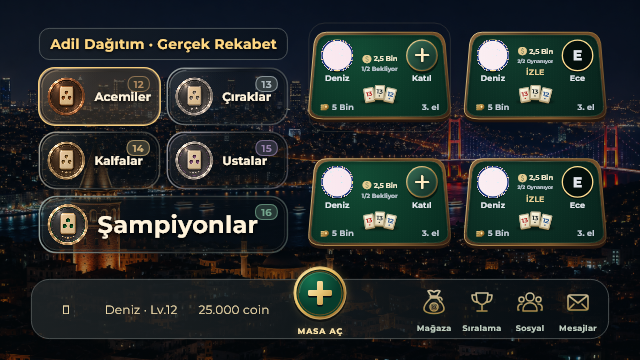 Adil Dağıtım · Gerçek Rekabet
12
Acemiler
13
Çıraklar
14
Kalfalar
15
Ustalar
16
Şampiyonlar
2,5 Bin
1/2 Bekliyor
Deniz
Katıl
13 13 13
5 Bin
3. el
2,5 Bin
2/2 Oynanıyor
İZLE
E
Deniz
Ece
13 13 13
5 Bin
3. el
2,5 Bin
1/2 Bekliyor
Deniz
Katıl
13 13 13
5 Bin
3. el
2,5 Bin
2/2 Oynanıyor
İZLE
E
Deniz
Ece
13 13 13
5 Bin
3. el
Deniz · Lv.12
25.000 coin
MASA AÇ
Mağaza
Sıralama
Sosyal
Mesajlar